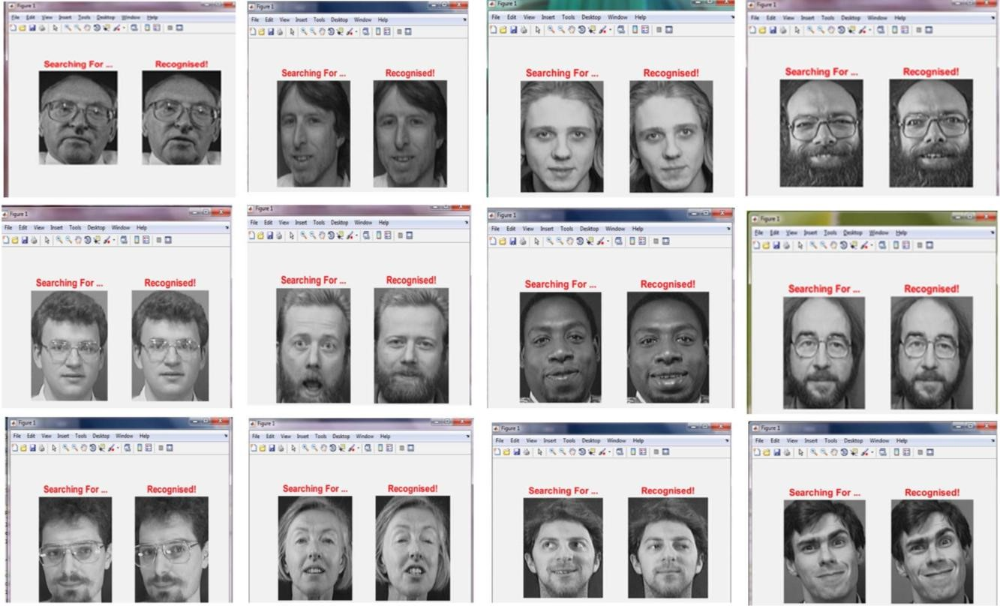 Figure 1
File Edit View Insert Tools Desktop Window Help
Searching For ... Recognised!
Figure 1
File Edit View Insert Tools Desktop Window Help
Searching For ... Recognised!
Figure 1
File Edit View Insert Tools Desktop Window Help
Searching For ... Recognised!
Figure 1
File Edit View Insert Tools Desktop Window Help
Searching For ... Recognised!
Figure 1
File Edit View Insert Tools Desktop Window Help
Searching For ... Recognised!
Figure 1
File Edit View Insert Tools Desktop Window Help
Searching For ... Recognised!
Figure 1
File Edit View Insert Tools Desktop Window Help
Searching For ... Recognised!
Figure 1
File Edit View Insert Tools Desktop Window Help
Searching For ... Recognised!
Figure 1
File Edit View Insert Tools Desktop Window Help
Searching For ... Recognised!
Figure 1
File Edit View Insert Tools Desktop Window Help
Searching For ... Recognised!
Figure 1
File Edit View Insert Tools Desktop Window Help
Searching For ... Recognised!
Figure 1
File Edit View Insert Tools Desktop Window Help
Searching For ... Recognised!